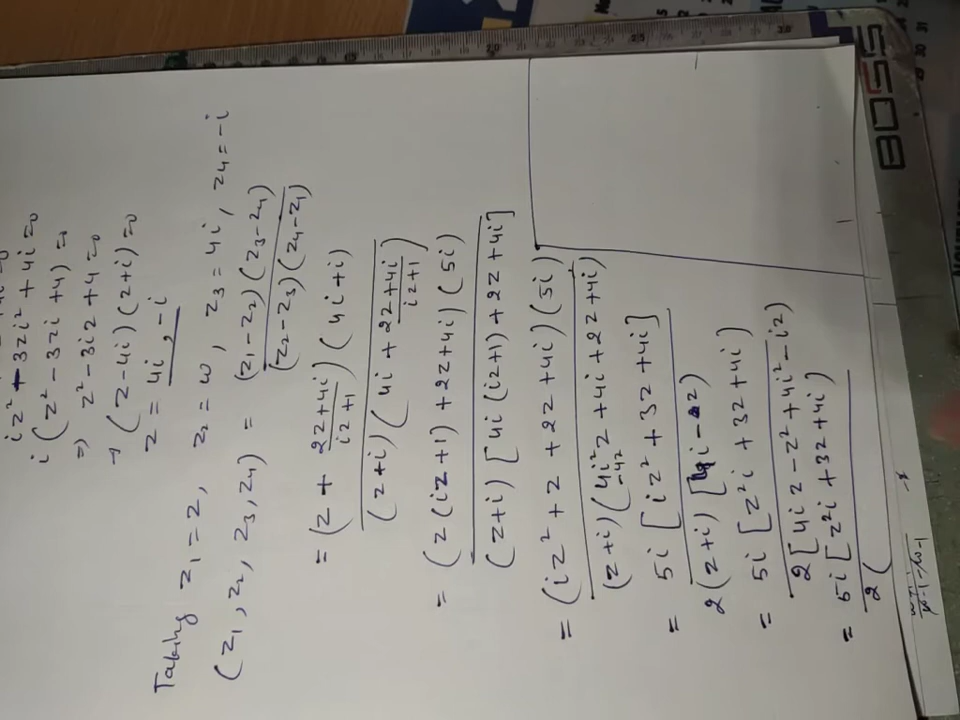 iz² + 3zi² + 4i = 0
i(z² - 3zi + 4) = 0
⇒ z² - 3iz + 4 = 0
→ (z - 4i)(z + i) = 0
z = 4i, -i
Taking z₁ = z, z₂ = w, z₃ = 4i, z₄ = -i
(z₁, z₂, z₃, z₄) = (z₁ - z₂)(z₃ - z₄) / (z₂ - z₃)(z₄ - z₁)
= (z + (2z + 4i)/(iz + 1))(4i + i) / (z + i)(4i + (2z + 4i)/(iz + 1))
= (z(iz + 1) + 2z + 4i)(5i) / (z + i)[4i(iz + 1) + 2z + 4i]
= (iz² + z + 2z + 4i)(5i) / (z + i)(4i²z + 4i + 2z + 4i)
-4z
= 5i[iz² + 3z + 4i] / 2(z + i)[4i - z]
= 5i[z²i + 3z + 4i] / 2[4iz - z² + 4i² - iz]
= 5i[z²i + 3z + 4i] / 2(
5508